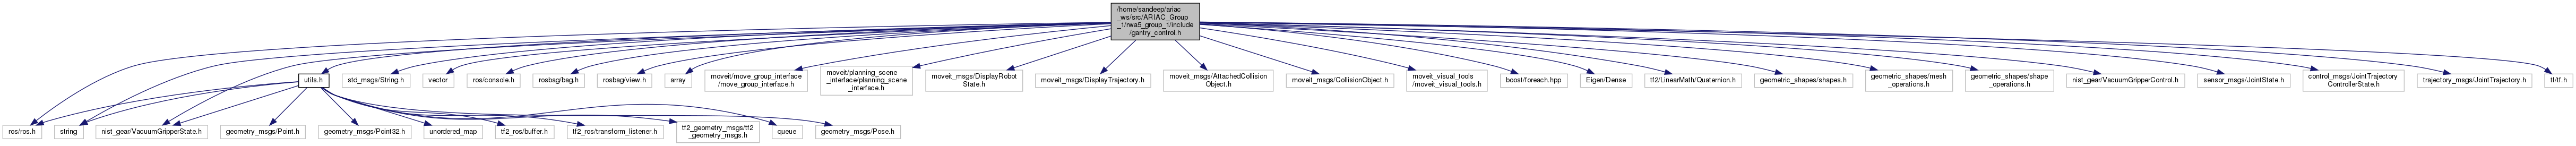 /home/sandeep/ariac
_ws/src/ARIAC_Group
_1/rwa5_group_1/include
/gantry_control.h
utils.h
std_msgs/String.h
vector
ros/console.h
rosbag/bag.h
rosbag/view.h
array
moveit/move_group_interface
/move_group_interface.h
moveit/planning_scene
_interface/planning_scene
_interface.h
moveit_msgs/DisplayRobot
State.h
moveit_msgs/DisplayTrajectory.h
moveit_msgs/AttachedCollision
Object.h
moveit_msgs/CollisionObject.h
moveit_visual_tools
/moveit_visual_tools.h
boost/foreach.hpp
Eigen/Dense
tf2/LinearMath/Quaternion.h
geometric_shapes/shapes.h
geometric_shapes/mesh
_operations.h
geometric_shapes/shape
_operations.h
nist_gear/VacuumGripperControl.h
sensor_msgs/JointState.h
control_msgs/JointTrajectory
ControllerState.h
trajectory_msgs/JointTrajectory.h
tf/tf.h
ros/ros.h
string
nist_gear/VacuumGripperState.h
geometry_msgs/Point.h
geometry_msgs/Point32.h
unordered_map
tf2_ros/buffer.h
tf2_ros/transform_listener.h
tf2_geometry_msgs/tf2
_geometry_msgs.h
queue
geometry_msgs/Pose.h